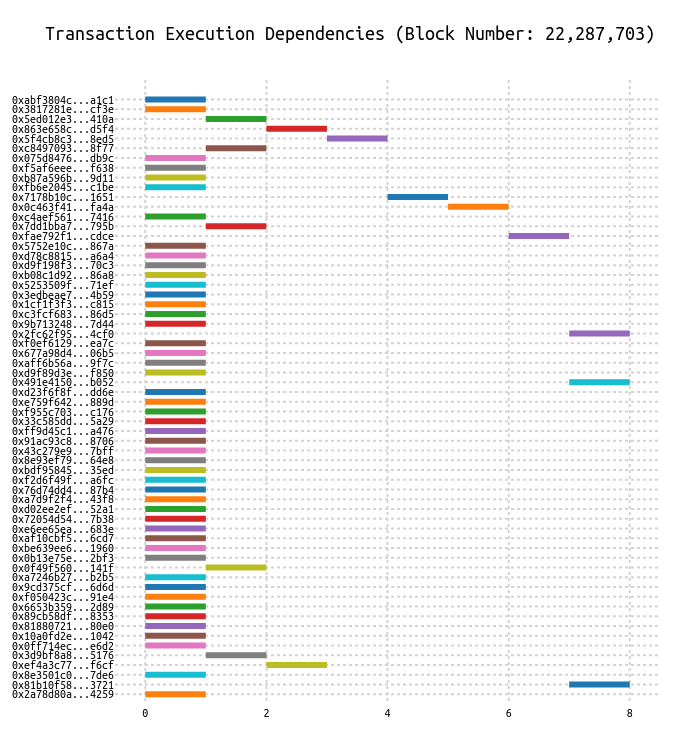 Transaction Execution Dependencies (Block Number: 22,287,703)
0xabf3804c...a1c1
0x3817281e...cf3e
0x5ed012e3...410a
0x863e658c...d5f4
0x5f4cb8c3...8ed5
0xc8497093...8f77
0x075d8476...db9c
0xf5af6eee...f638
0xb87a596b...9d11
0xfb6e2045...c1be
0x7178b10c...1651
0x0c463f41...fa4a
0xc4aef561...7416
0x7dd1bba7...795b
0xfae792f1...cdce
0x5752e10c...867a
0xd78c8815...a6a4
0xd9f198f3...70c3
0xb08c1d92...86a8
0x5253509f...71ef
0x3edbeae7...4b59
0x1cf1f3f3...c815
0xc3fcf683...86d5
0x9b713248...7d44
0x2fc62f95...4cf0
0xf0ef6129...ea7c
0x677a98d4...06b5
0xaff6b56a...9f7c
0xd9f89d3e...f850
0x491e4150...b052
0xd23f6f8f...dd6e
0xe759f642...889d
0xf955c703...c176
0x33c585dd...5a29
0xff9d45c1...a476
0x91ac93c8...8706
0x43c279e9...7bff
0x8e93ef79...64e8
0xbdf95845...35ed
0xf2d6f49f...a6fc
0x76d74dd4...87b4
0xa7d9f2f4...43f8
0xd02ee2ef...52a1
0x72054d54...7b38
0xe6ee65ea...683e
0xaf10cbf5...6cd7
0xbe639ee6...1960
0x0b13e75e...2bf3
0x0f49f560...141f
0xa7246b27...b2b5
0x9cd375cf...6d6d
0xf050423c...91e4
0x6653b359...2d89
0x89cb58df...8353
0x81880721...80e0
0x10a0fd2e...1042
0x0ff714ec...e6d2
0x3d9bf8a8...5176
0xef4a3c77...f6cf
0x8e3501c0...7de6
0x81b10f58...3721
0x2a78d80a...4259
0 2 4 6 8